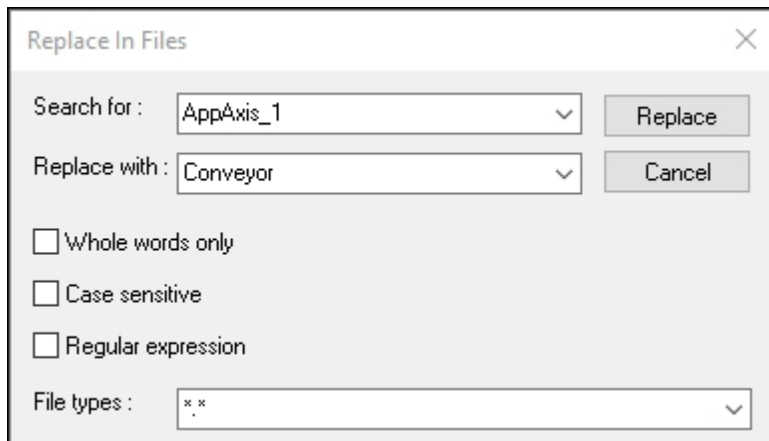 Replace In Files
Search for : AppAxis_1 Replace
Replace with : Conveyor Cancel
Whole words only
Case sensitive
Regular expression
File types : *.*